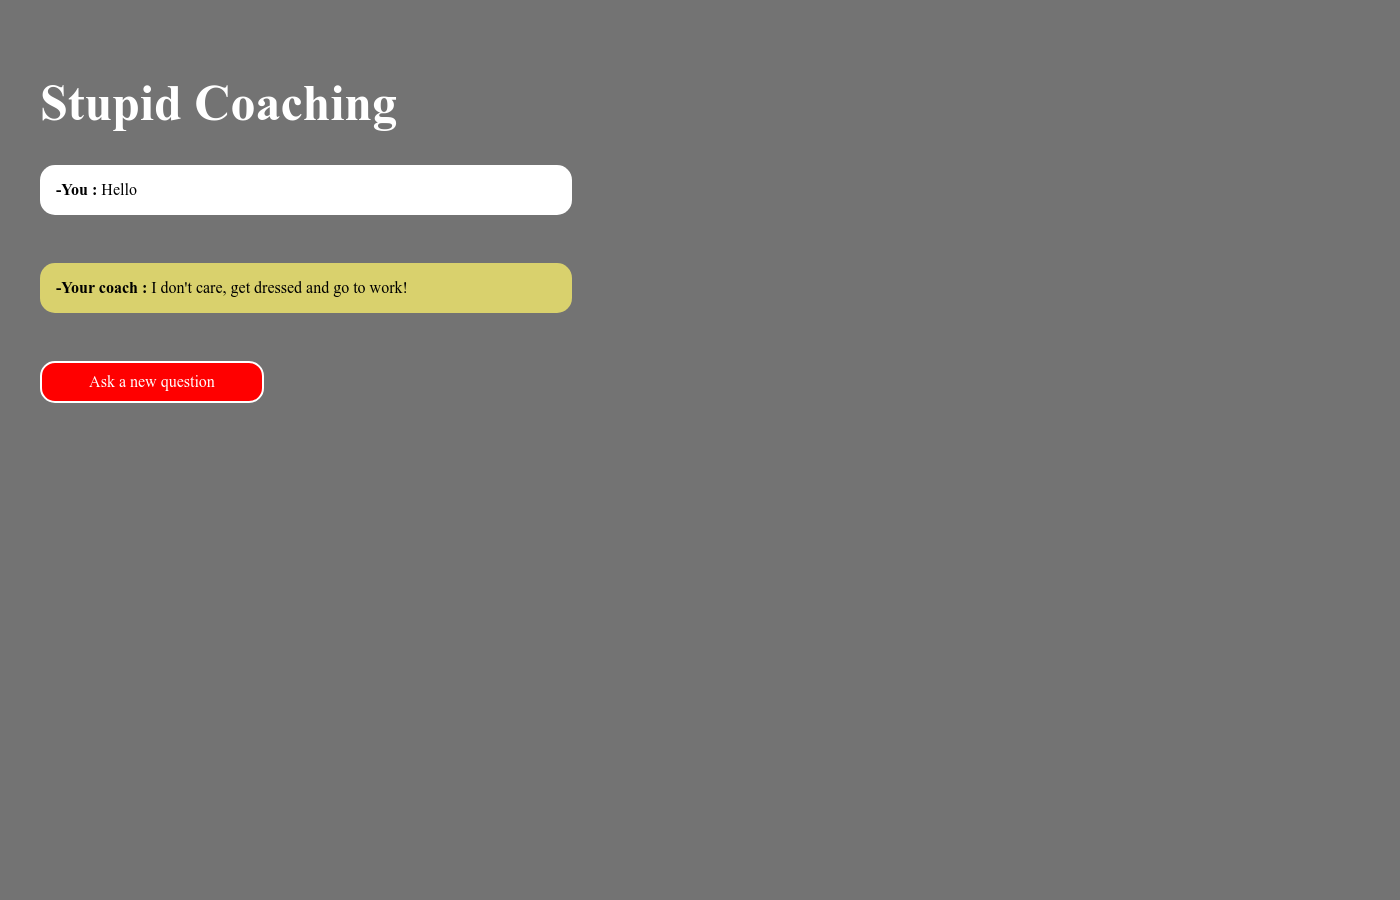 Stupid Coaching
-You : Hello
-Your coach : I don't care, get dressed and go to work!
Ask a new question